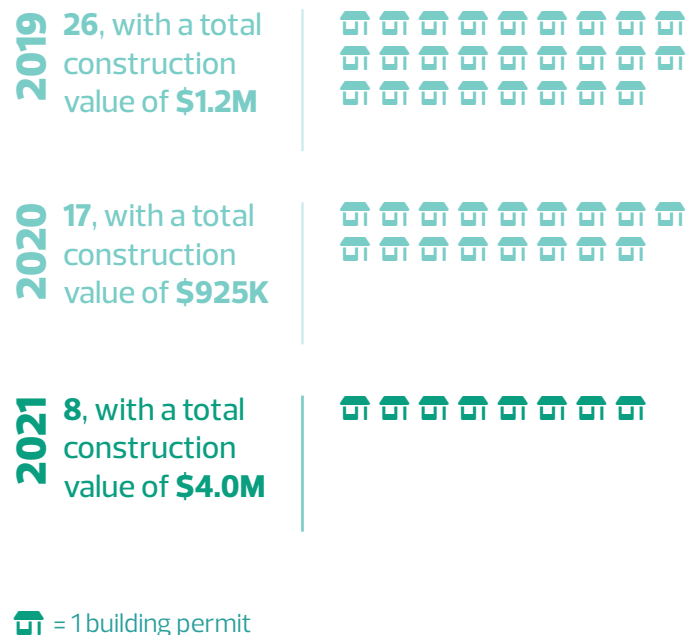 2019
26, with a total
construction
value of $1.2M
2020
17, with a total
construction
value of $925K
2021
8, with a total
construction
value of $4.0M
= 1 building permit